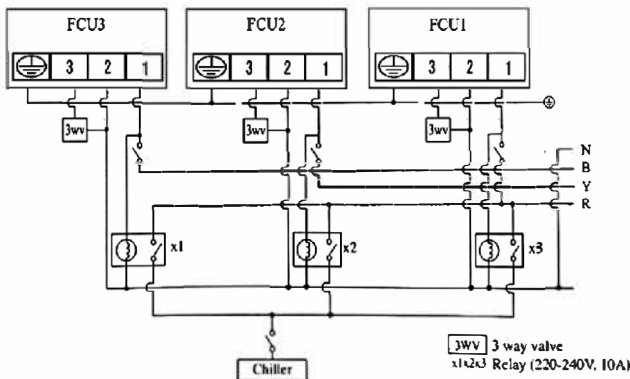 FCU3 FCU2 FCU1
3 2 1 3 2 1 3 2 1
3wv 3wv 3wv
N
B
Y
R
x1 x2 x3
Chiller
3WV 3 way valve
x1x2x3 Relay (220-240V, 10A)